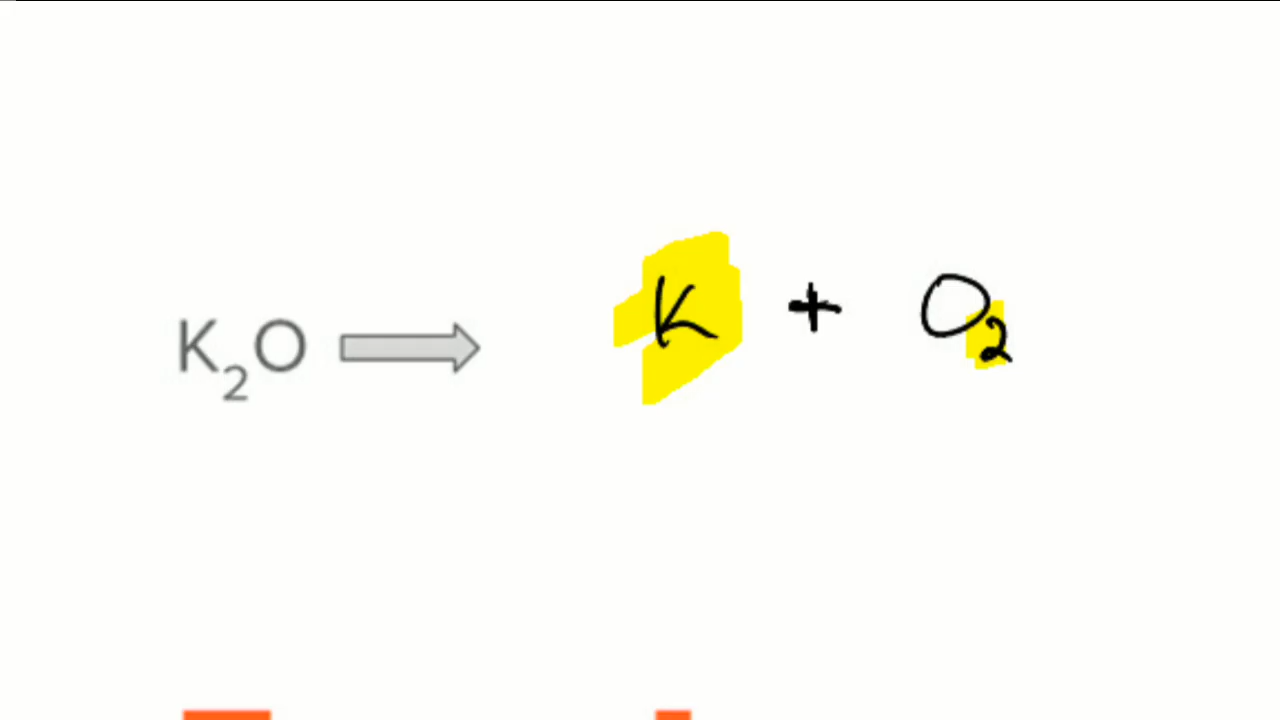 K₂O ⇒ K + O₂